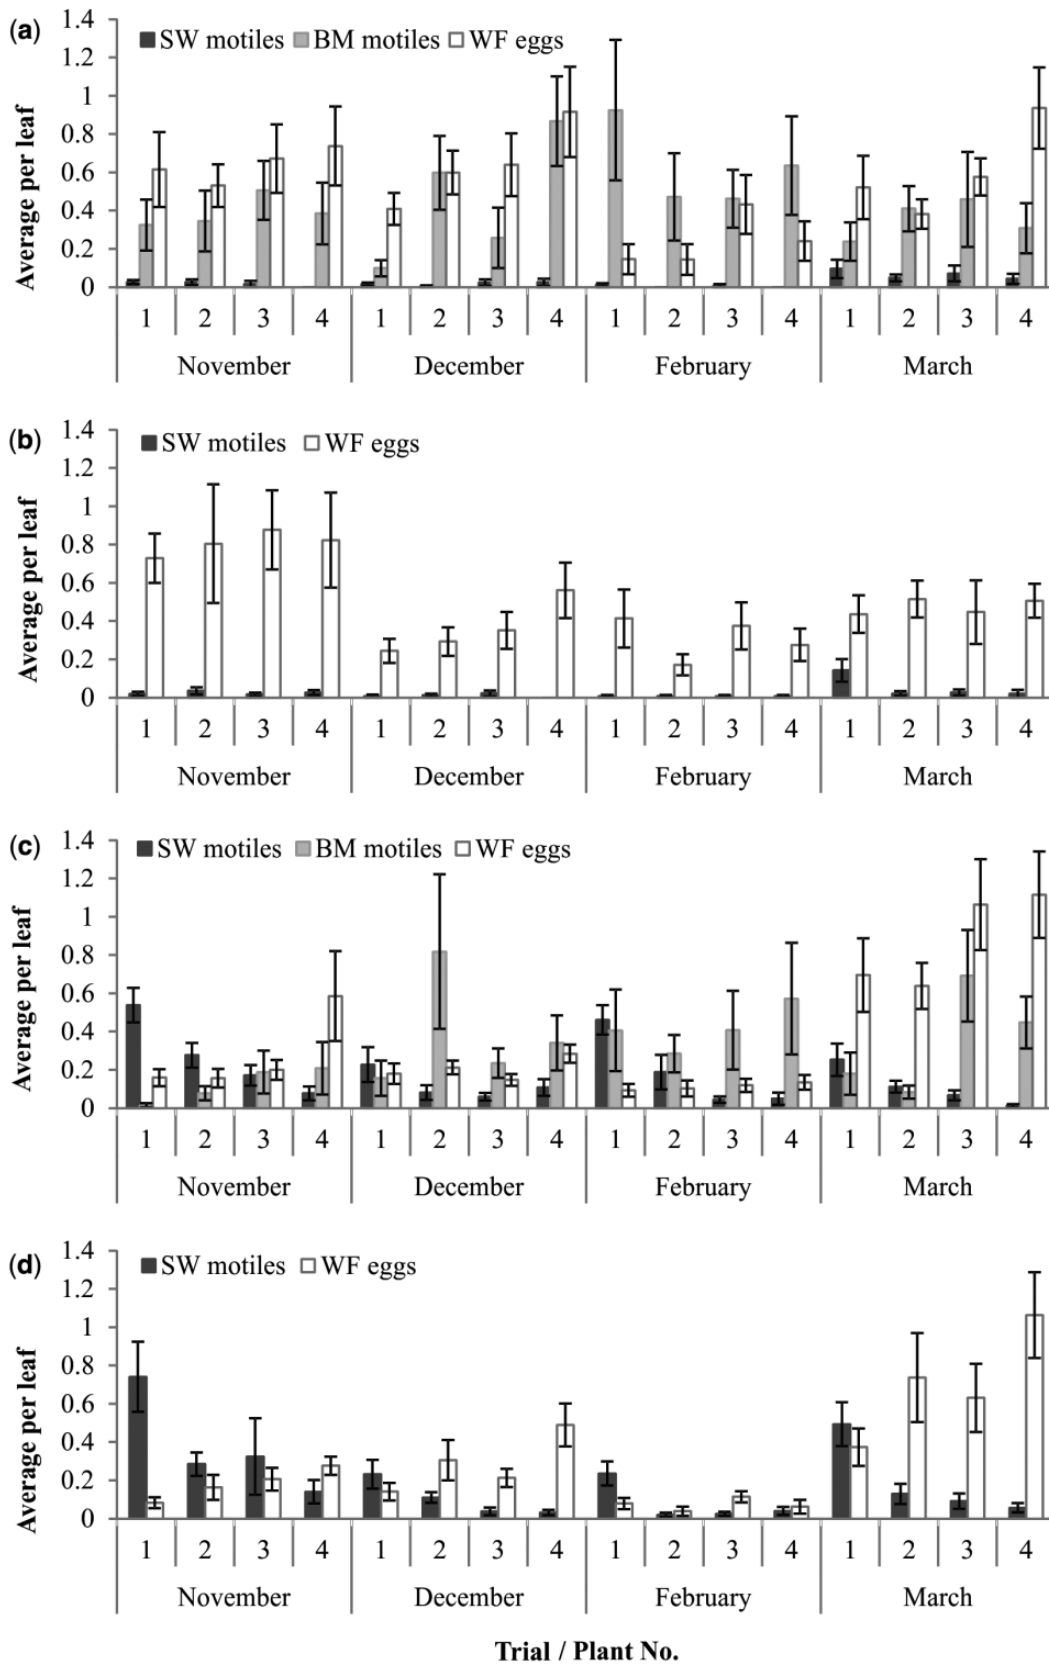 (a)
SW motiles BM motiles WF eggs
Average per leaf
1.4
1.2
1
0.8
0.6
0.4
0.2
0
1 2 3 4 1 2 3 4 1 2 3 4 1 2 3 4
November December February March
(b)
SW motiles WF eggs
Average per leaf
1.4
1.2
1
0.8
0.6
0.4
0.2
0
1 2 3 4 1 2 3 4 1 2 3 4 1 2 3 4
November December February March
(c)
SW motiles BM motiles WF eggs
Average per leaf
1.4
1.2
1
0.8
0.6
0.4
0.2
0
1 2 3 4 1 2 3 4 1 2 3 4 1 2 3 4
November December February March
(d)
SW motiles WF eggs
Average per leaf
1.4
1.2
1
0.8
0.6
0.4
0.2
0
1 2 3 4 1 2 3 4 1 2 3 4 1 2 3 4
November December February March
Trial / Plant No.